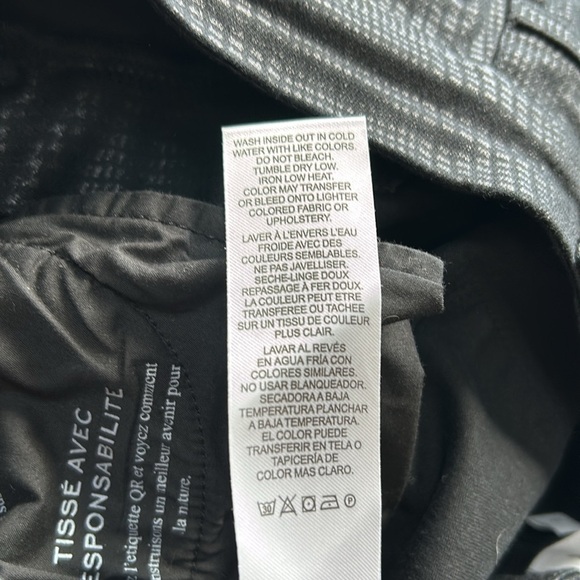 WASH INSIDE OUT IN COLD
WATER WITH LIKE COLORS.
DO NOT BLEACH.
TUMBLE DRY LOW.
IRON LOW HEAT.
COLOR MAY TRANSFER
OR BLEED ONTO LIGHTER
COLORED FABRIC OR
UPHOLSTERY.
LAVER À L'ENVERS L'EAU
FROIDE AVEC DES
COULEURS SEMBLABLES.
NE PAS JAVELLISER.
SECHE-LINGE DOUX
REPASSAGE À FER DOUX.
LA COULEUR PEUT ETRE
TRANSFEREE OU TACHEE
SUR UN TISSU DE COULEUR
PLUS CLAIR.
LAVAR AL REVÉS
EN AGUA FRÍA CON
COLORES SIMILARES.
NO USAR BLANQUEADOR.
SECADORA A BAJA
TEMPERATURA PLANCHAR
A BAJA TEMPERATURA.
EL COLOR PUEDE
TRANSFERIR EN TELA O
TAPICERÍA DE
COLOR MAS CLARO.
30
P
TISSÉ AVEC
ESPONSABILITÉ
l'etiquette QR et voyez comment
nstruisons un meilleur avenir pour
la nature.